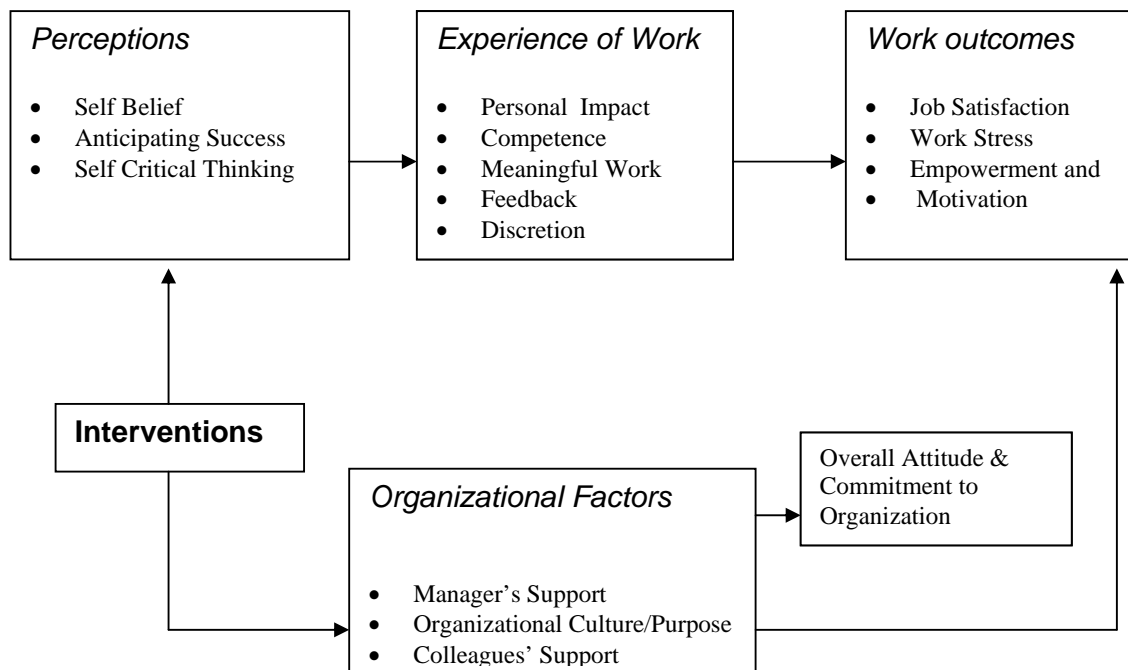 Perceptions
• Self Belief
• Anticipating Success
• Self Critical Thinking
Experience of Work
• Personal Impact
• Competence
• Meaningful Work
• Feedback
• Discretion
Work outcomes
• Job Satisfaction
• Work Stress
• Empowerment and
• Motivation
Interventions
Organizational Factors
• Manager’s Support
• Organizational Culture/Purpose
• Colleagues’ Support
Overall Attitude &
Commitment to
Organization